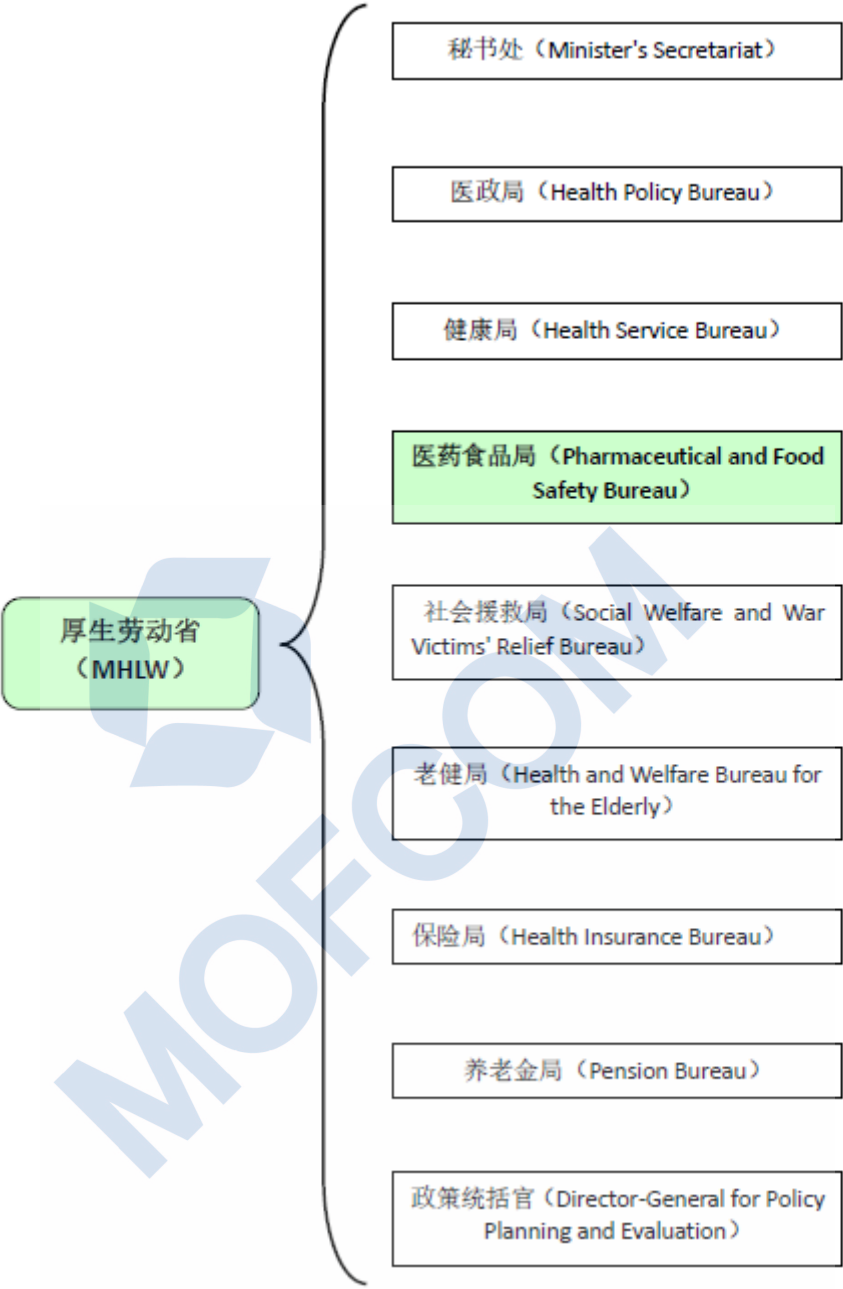 秘书处（Minister's Secretariat）
医政局（Health Policy Bureau）
健康局（Health Service Bureau）
医药食品局（Pharmaceutical and Food
Safety Bureau）
厚生劳动省
（MHLW）
社会援救局（Social Welfare and War
Victims' Relief Bureau）
老健局（Health and Welfare Bureau for
the Elderly）
保险局（Health Insurance Bureau）
养老金局（Pension Bureau）
政策统括官（Director-General for Policy
Planning and Evaluation）
MOFCOM